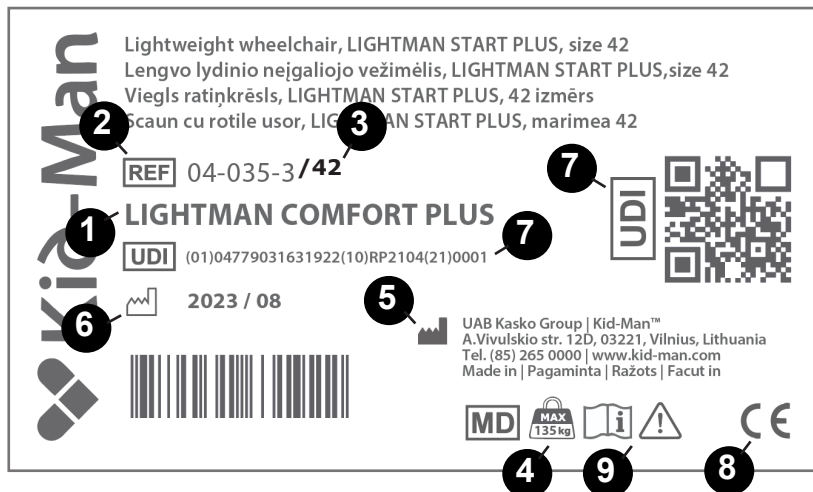 Kid-Man
Lightweight wheelchair, LIGHTMAN START PLUS, size 42
Lengvo lydinio neįgaliojo vežimėlis, LIGHTMAN START PLUS,size 42
Viegls ratiņkrēsls, LIGHTMAN START PLUS, 42 izmērs
Scaun cu rotile usor, LIGHTMAN START PLUS, marimea 42
2
3
REF 04-035-3/42
7
UDI
1
LIGHTMAN COMFORT PLUS
UDI (01)04779031631922(10)RP2104(21)0001
7
6
2023 / 08
5
UAB Kasko Group | Kid-Man™
A.Vivulskio str. 12D, 03221, Vilnius, Lithuania
Tel. (85) 265 0000 | www.kid-man.com
Made in | Pagaminta | Ražots | Facut in
MD
MAX
135 kg
i
!
CE
4
9
8